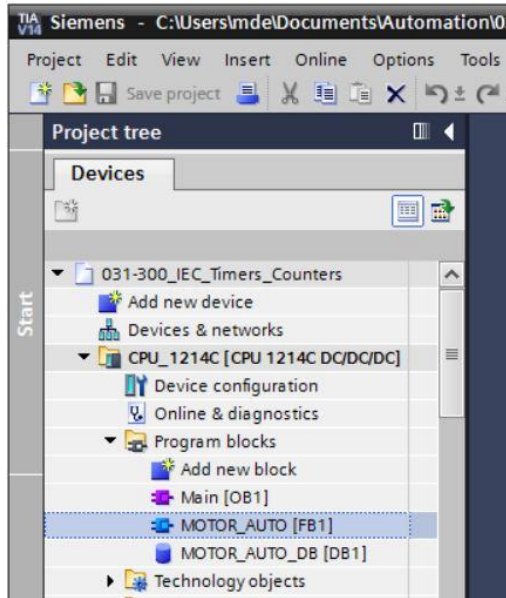 TIA V14 Siemens - C:\Users\mde\Documents\Automation\0
Project Edit View Insert Online Options Tools
Save project
Project tree
Devices
Start
031-300_IEC_Timers_Counters
Add new device
Devices & networks
CPU_1214C [CPU 1214C DC/DC/DC]
Device configuration
Online & diagnostics
Program blocks
Add new block
Main [OB1]
MOTOR_AUTO [FB1]
MOTOR_AUTO_DB [DB1]
Technology objects